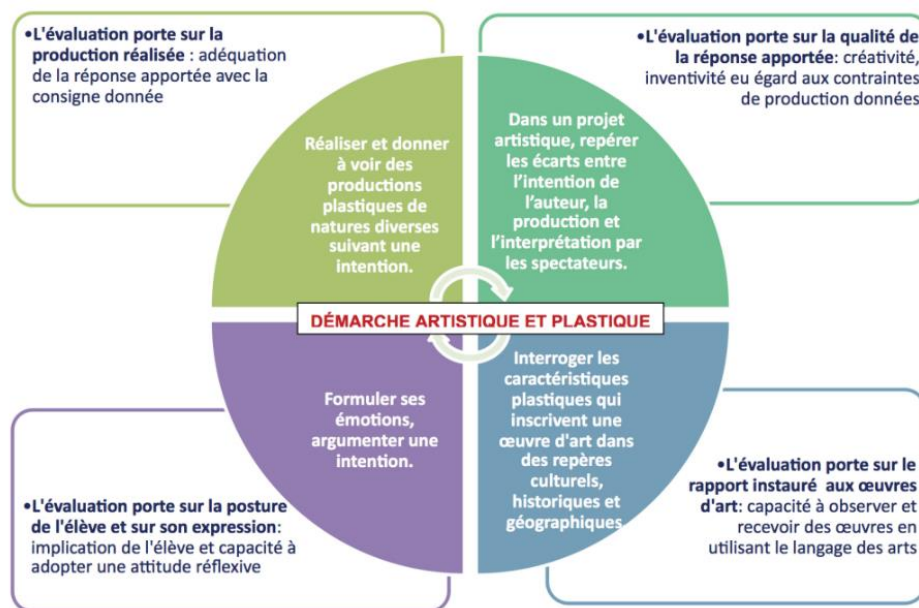 •L'évaluation porte sur la
production réalisée : adéquation
de la réponse apportée avec la
consigne donnée
•L'évaluation porte sur la qualité de
la réponse apportée: créativité,
inventivité eu égard aux contraintes
de production données
Réaliser et donner
à voir des
productions
plastiques de
natures diverses
suivant une
intention.
Dans un projet
artistique, repérer
les écarts entre
l'intention de
l'auteur, la
production et
l'interprétation par
les spectateurs.
DÉMARCHE ARTISTIQUE ET PLASTIQUE
Formuler ses
émotions,
argumenter une
intention.
Interroger les
caractéristiques
plastiques qui
inscrivent une
œuvre d'art dans
des repères
culturels,
historiques et
géographiques
•L'évaluation porte sur la posture
de l'élève et sur son expression:
implication de l'élève et capacité à
adopter une attitude réflexive
•L'évaluation porte sur le
rapport instauré aux œuvres
d'art: capacité à observer et
recevoir des œuvres en
utilisant le langage des arts